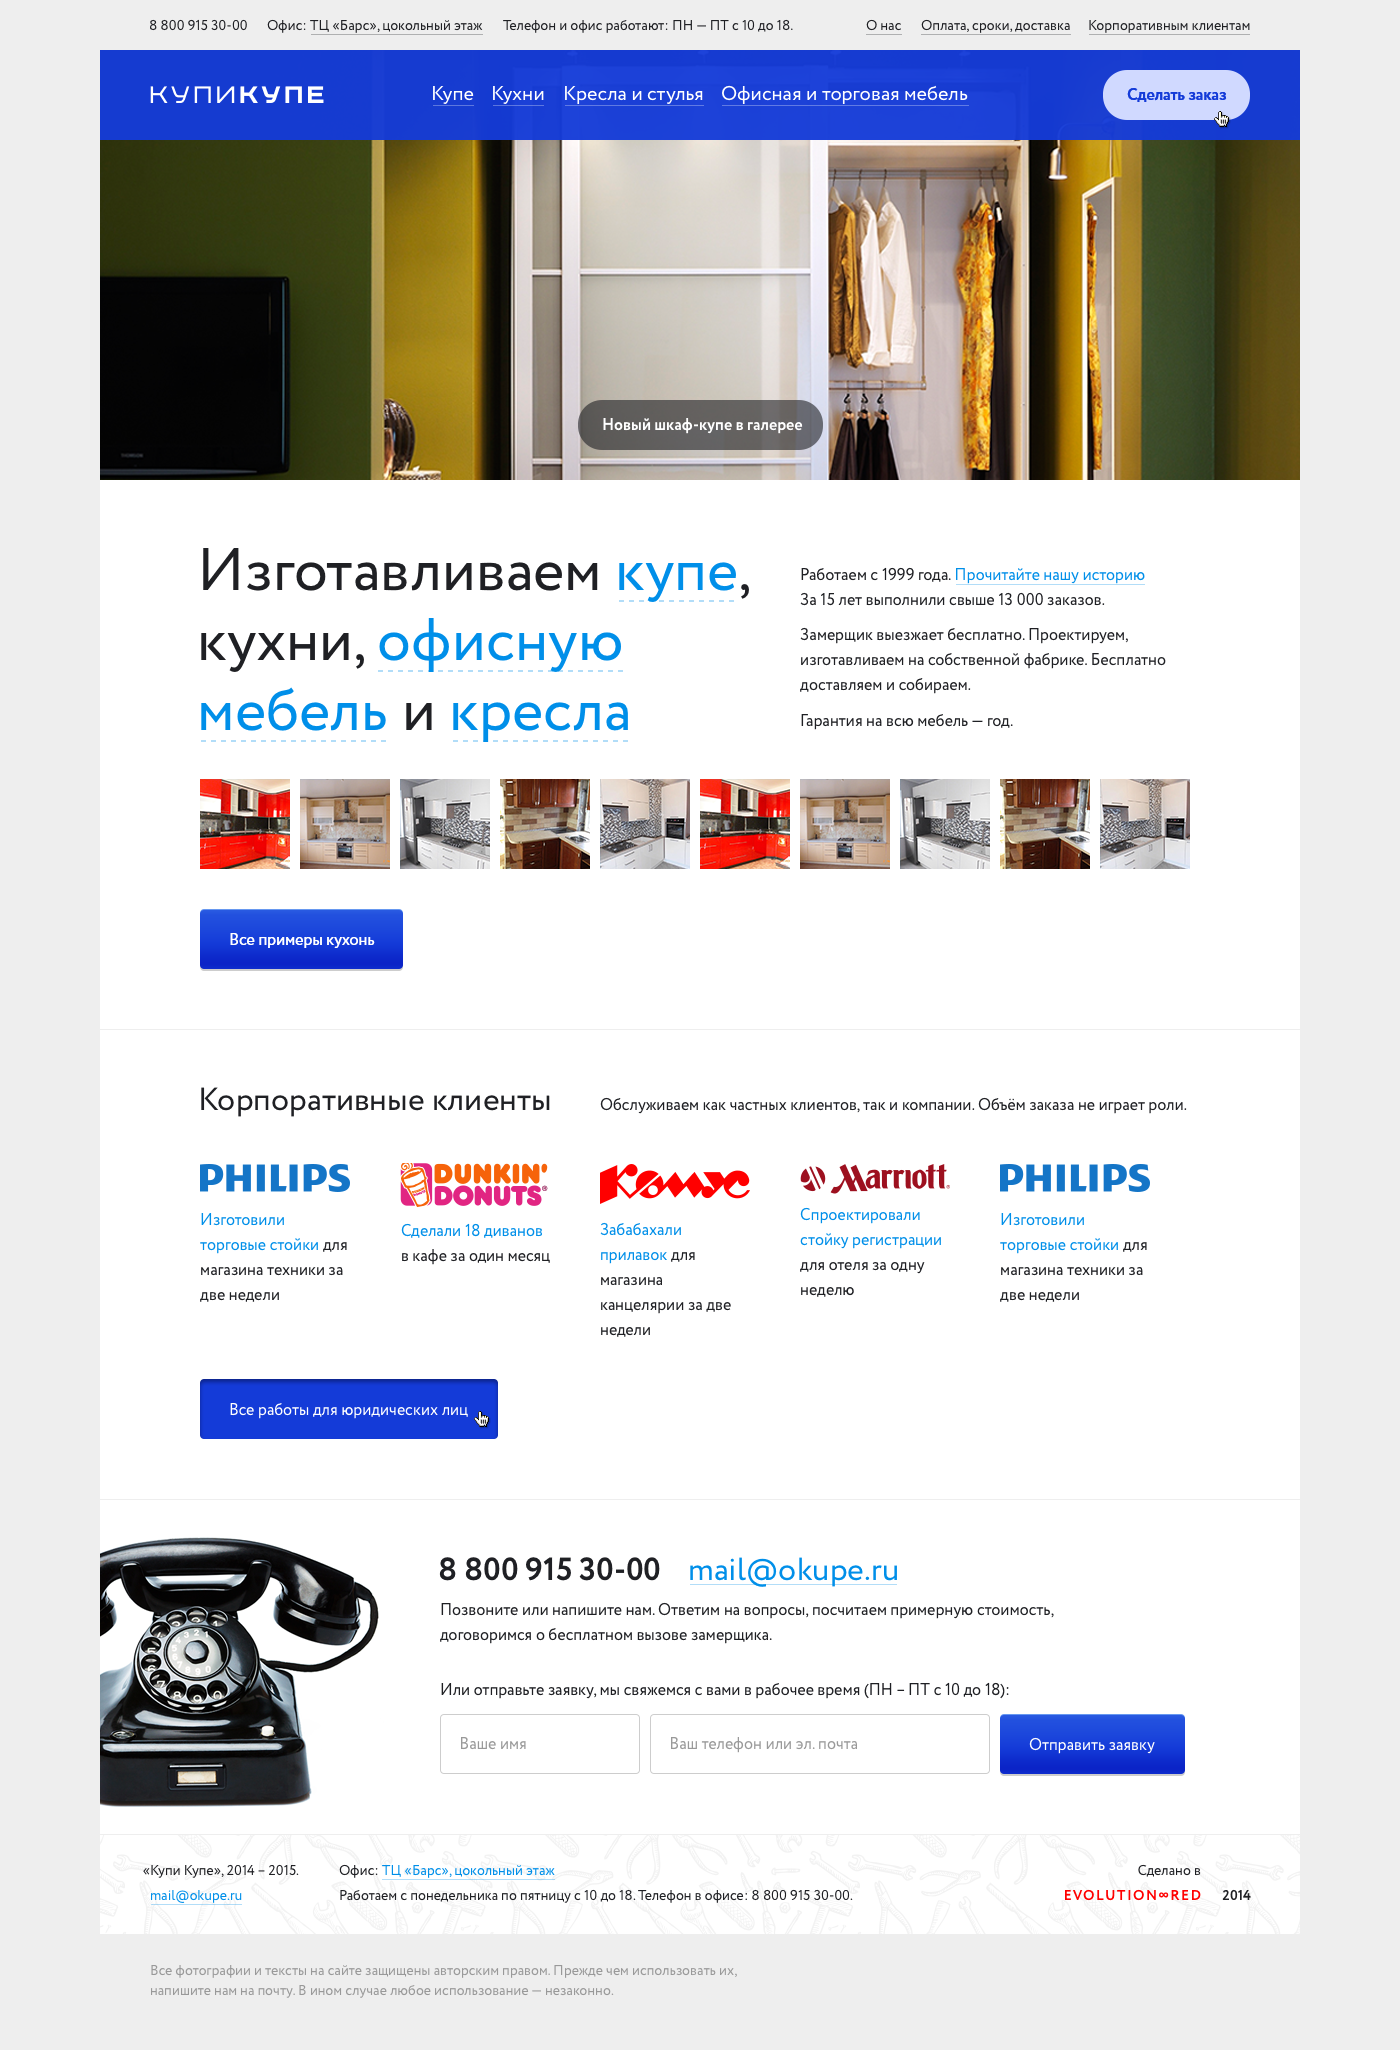 8 800 915 30-00 Офис: ТЦ «Барс», цокольный этаж Телефон и офис работают: ПН — ПТ с 10 до 18. О нас Оплата, сроки, доставка Корпоративным клиентам
КУПИКУПЕ Купе Кухни Кресла и стулья Офисная и торговая мебель Сделать заказ
Новый шкаф-купе в галерее
Изготавливаем купе,
кухни, офисную
мебель и кресла
Работаем с 1999 года. Прочитайте нашу историю
За 15 лет выполнили свыше 13 000 заказов.
Замерщик выезжает бесплатно. Проектируем,
изготавливаем на собственной фабрике. Бесплатно
доставляем и собираем.
Гарантия на всю мебель — год.
Все примеры кухонь
Корпоративные клиенты
Обслуживаем как частных клиентов, так и компании. Объём заказа не играет роли.
PHILIPS
Изготовили
торговые стойки для
магазина техники за
две недели
DUNKIN'
DONUTS
Сделали 18 диванов
в кафе за один месяц
Комус
Забабахали
прилавок для
магазина
канцелярии за две
недели
Marriott
Спроектировали
стойку регистрации
для отеля за одну
неделю
PHILIPS
Изготовили
торговые стойки для
магазина техники за
две недели
Все работы для юридических лиц
8 800 915 30-00 mail@okupe.ru
Позвоните или напишите нам. Ответим на вопросы, посчитаем примерную стоимость,
договоримся о бесплатном вызове замерщика.
Или отправьте заявку, мы свяжемся с вами в рабочее время (ПН – ПТ с 10 до 18):
Ваше имя Ваш телефон или эл. почта Отправить заявку
«Купи Купе», 2014 – 2015. Офис: ТЦ «Барс», цокольный этаж Сделано в
mail@okupe.ru Работаем с понедельника по пятницу с 10 до 18. Телефон в офисе: 8 800 915 30-00. EVOLUTION∞RED 2014
Все фотографии и тексты на сайте защищены авторским правом. Прежде чем использовать их,
напишите нам на почту. В ином случае любое использование — незаконно.